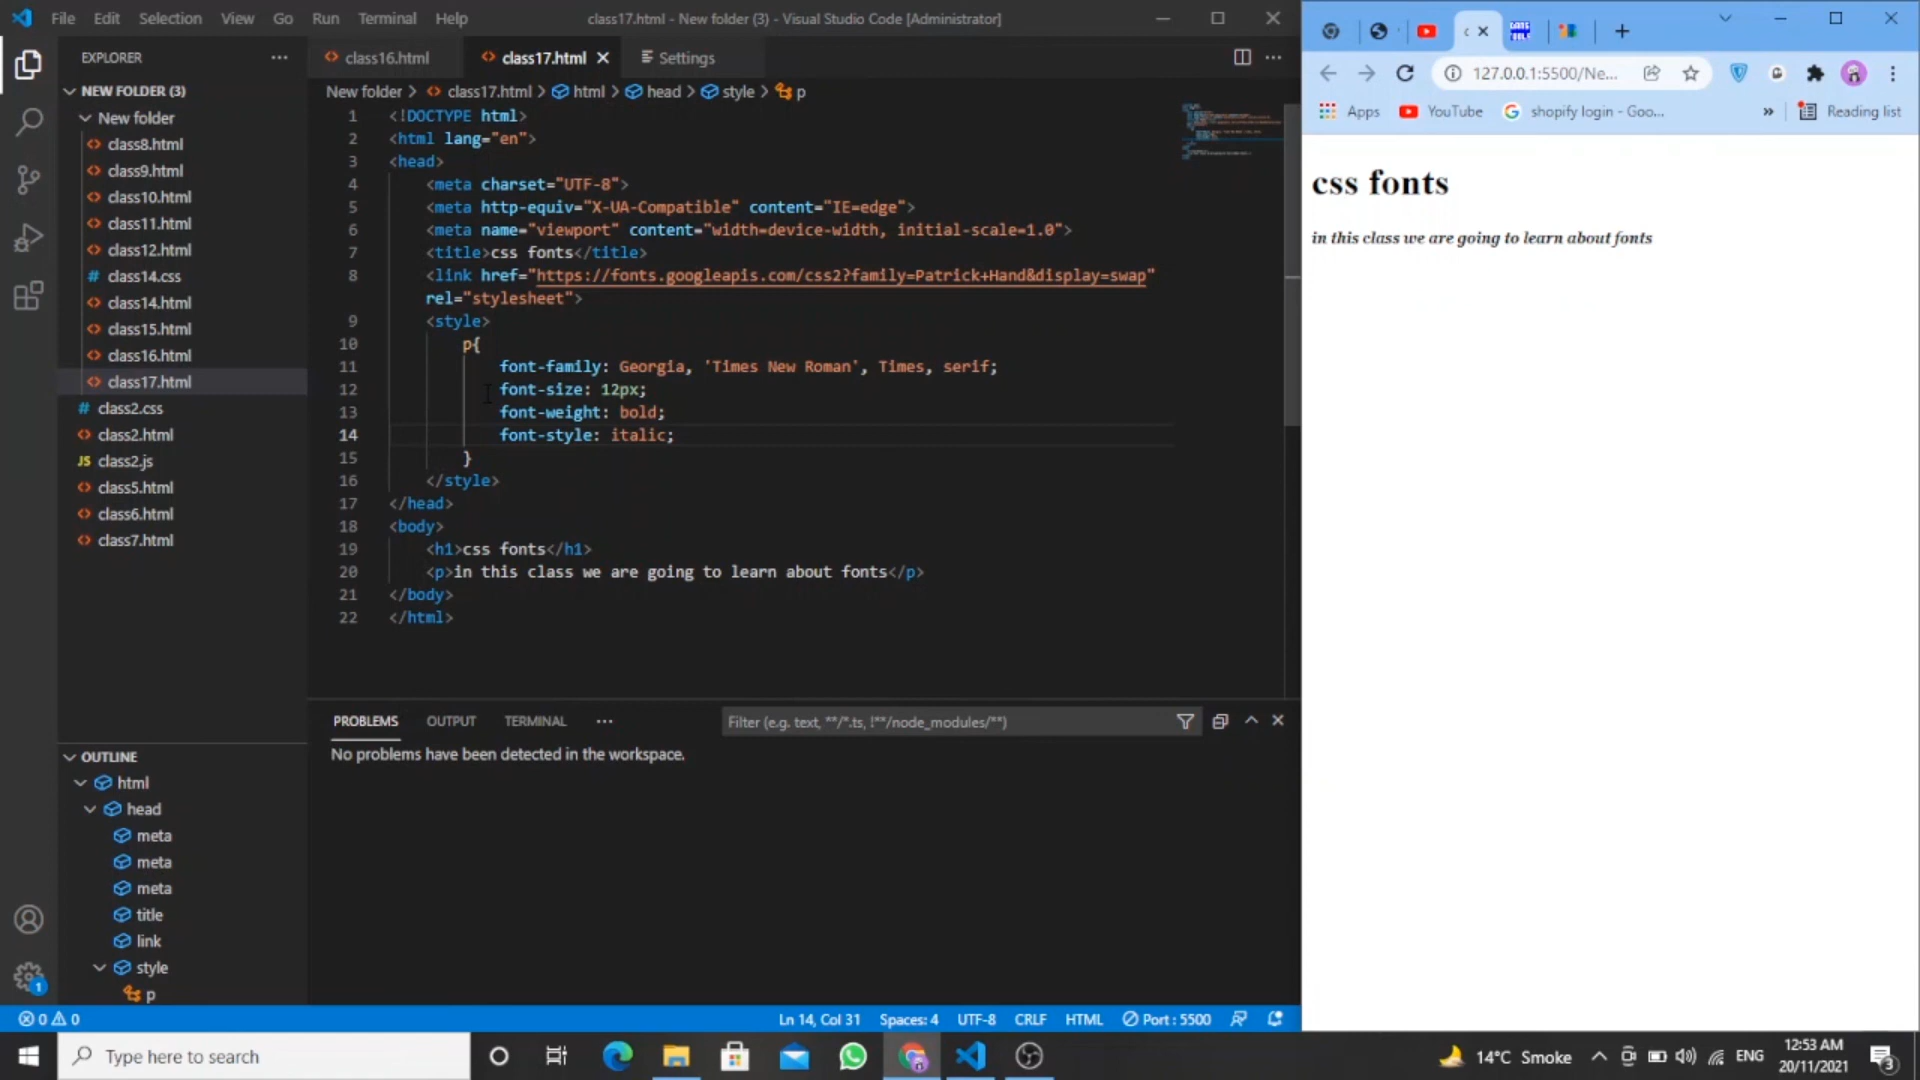 File Edit Selection View Go Run Terminal Help
class17.html - New folder (3) - Visual Studio Code [Administrator]
EXPLORER
NEW FOLDER (3)
New folder
class8.html
class9.html
class10.html
class11.html
class12.html
# class14.css
class14.html
class15.html
class16.html
class17.html
# class2.css
class2.html
JS class2.js
class5.html
class6.html
class7.html
OUTLINE
html
head
meta
meta
meta
title
link
style
p
class16.html class17.html Settings
New folder > class17.html > html > head > style > p
1 <!DOCTYPE html>
2 <html lang="en">
3 <head>
4 <meta charset="UTF-8">
5 <meta http-equiv="X-UA-Compatible" content="IE=edge">
6 <meta name="viewport" content="width=device-width, initial-scale=1.0">
7 <title>css fonts</title>
8 <link href="https://fonts.googleapis.com/css2?family=Patrick+Hand&display=swap"
rel="stylesheet">
9 <style>
10 p{
11 font-family: Georgia, 'Times New Roman', Times, serif;
12 font-size: 12px;
13 font-weight: bold;
14 font-style: italic;
15 }
16 </style>
17 </head>
18 <body>
19 <h1>css fonts</h1>
20 <p>in this class we are going to learn about fonts</p>
21 </body>
22 </html>
PROBLEMS OUTPUT TERMINAL
Filter (e.g. text, **/*.ts, !**/node_modules/**)
No problems have been detected in the workspace.
0 0
Ln 14, Col 31 Spaces: 4 UTF-8 CRLF HTML Port : 5500
127.0.0.1:5500/Ne...
Apps YouTube shopify login - Goo... » Reading list
css fonts
in this class we are going to learn about fonts
Type here to search
14°C Smoke
ENG
12:53 AM
20/11/2021
3
1